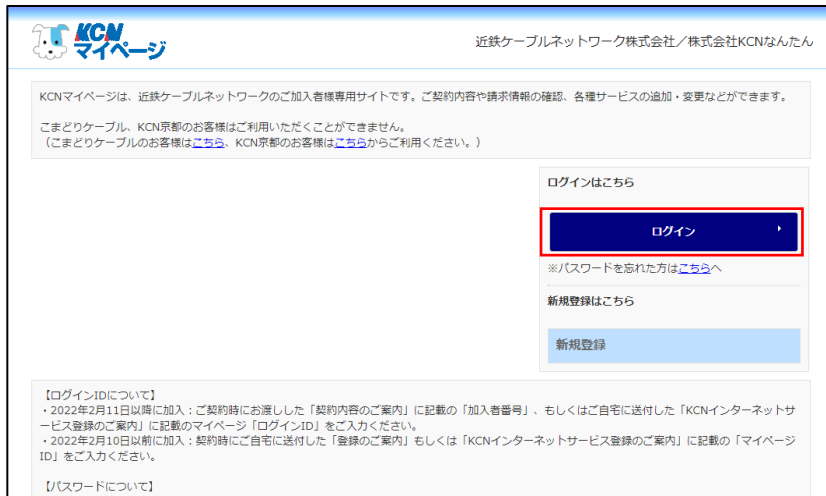 KCN
マイページ
近鉄ケーブルネットワーク株式会社／株式会社KCNなんたん
KCNマイページは、近鉄ケーブルネットワークのご加入者様専用サイトです。ご契約内容や請求情報の確認、各種サービスの追加・変更などができます。
こまどりケーブル、KCN京都のお客様はご利用いただくことができません。
（こまどりケーブルのお客様はこちら、KCN京都のお客様はこちらからご利用ください。）
ログインはこちら
ログイン
※パスワードを忘れた方はこちらへ
新規登録はこちら
新規登録
【ログインIDについて】
・2022年2月11日以降に加入：ご契約時にお渡しした「契約内容のご案内」に記載の「加入者番号」、もしくはご自宅に送付した「KCNインターネットサ
ービス登録のご案内」に記載のマイページ「ログインID」をご入力ください。
・2022年2月10日以前に加入：契約時にご自宅に送付した「登録のご案内」もしくは「KCNインターネットサービス登録のご案内」に記載の「マイページ
ID」をご入力ください。
【パスワードについて】